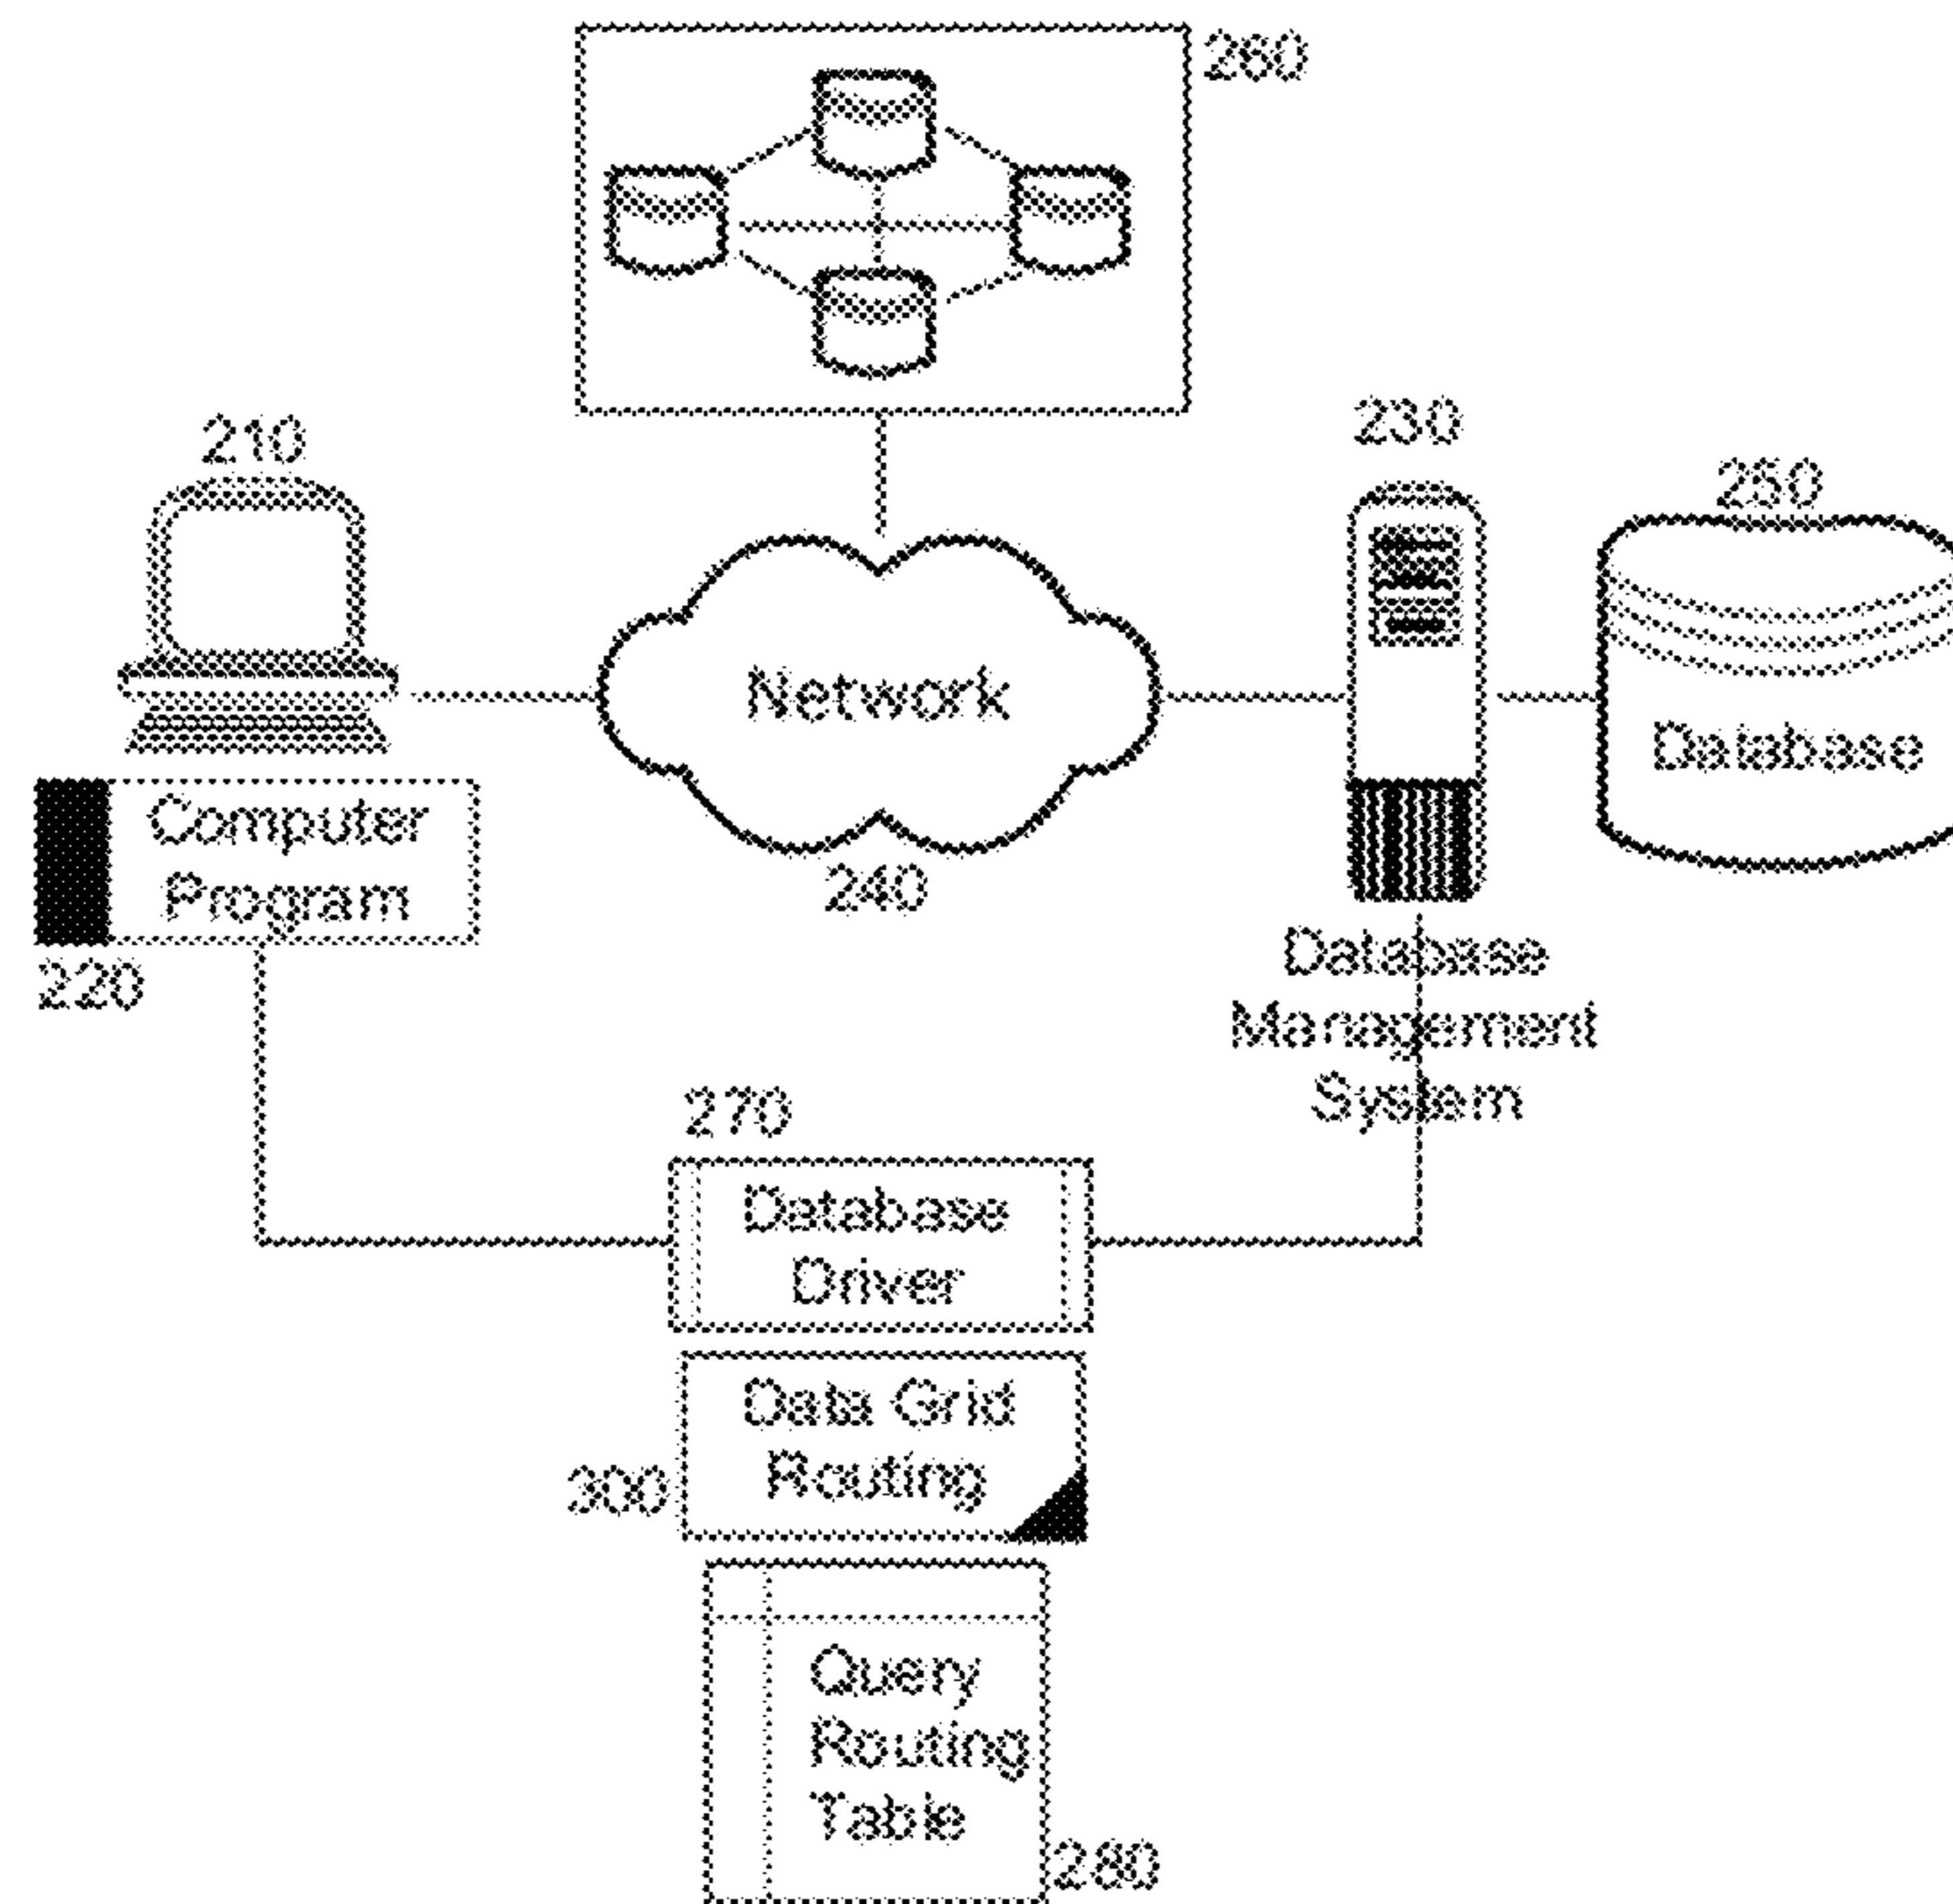 260
210
230
250
Network
Database
Computer
Program
240
220
Database
Management
System
270
Database
Driver
Data Grid
Routing
300
Query
Routing
Table
280